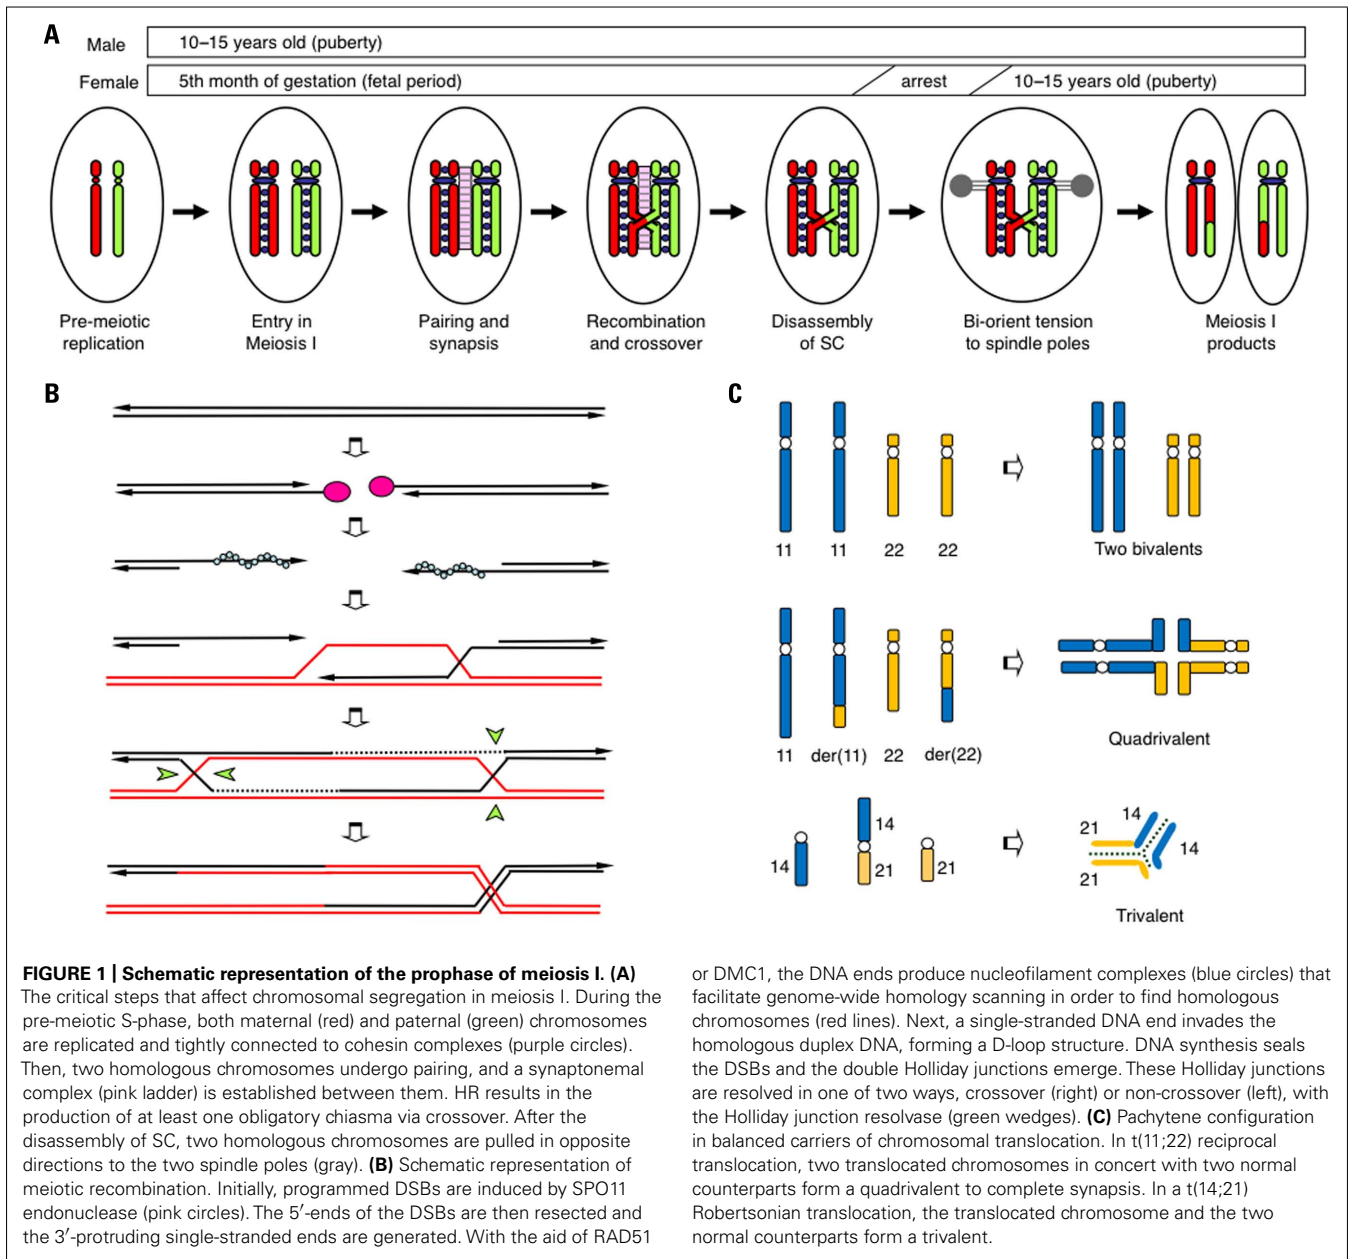 A
Male
10–15 years old (puberty)
Female
5th month of gestation (fetal period)
arrest
10–15 years old (puberty)
Pre-meiotic
replication
Entry in
Meiosis I
Pairing and
synapsis
Recombination
and crossover
Disassembly
of SC
Bi-orient tension
to spindle poles
Meiosis I
products
B
C
11
11
22
22
Two bivalents
11
der(11)
22
der(22)
Quadrivalent
14
14
21
21
21
14
14
21
Trivalent
FIGURE 1 | Schematic representation of the prophase of meiosis I. (A)
The critical steps that affect chromosomal segregation in meiosis I. During the
pre-meiotic S-phase, both maternal (red) and paternal (green) chromosomes
are replicated and tightly connected to cohesin complexes (purple circles).
Then, two homologous chromosomes undergo pairing, and a synaptonemal
complex (pink ladder) is established between them. HR results in the
production of at least one obligatory chiasma via crossover. After the
disassembly of SC, two homologous chromosomes are pulled in opposite
directions to the two spindle poles (gray). (B) Schematic representation of
meiotic recombination. Initially, programmed DSBs are induced by SPO11
endonuclease (pink circles). The 5′-ends of the DSBs are then resected and
the 3′-protruding single-stranded ends are generated. With the aid of RAD51
or DMC1, the DNA ends produce nucleofilament complexes (blue circles) that
facilitate genome-wide homology scanning in order to find homologous
chromosomes (red lines). Next, a single-stranded DNA end invades the
homologous duplex DNA, forming a D-loop structure. DNA synthesis seals
the DSBs and the double Holliday junctions emerge. These Holliday junctions
are resolved in one of two ways, crossover (right) or non-crossover (left), with
the Holliday junction resolvase (green wedges). (C) Pachytene configuration
in balanced carriers of chromosomal translocation. In t(11;22) reciprocal
translocation, two translocated chromosomes in concert with two normal
counterparts form a quadrivalent to complete synapsis. In a t(14;21)
Robertsonian translocation, the translocated chromosome and the two
normal counterparts form a trivalent.